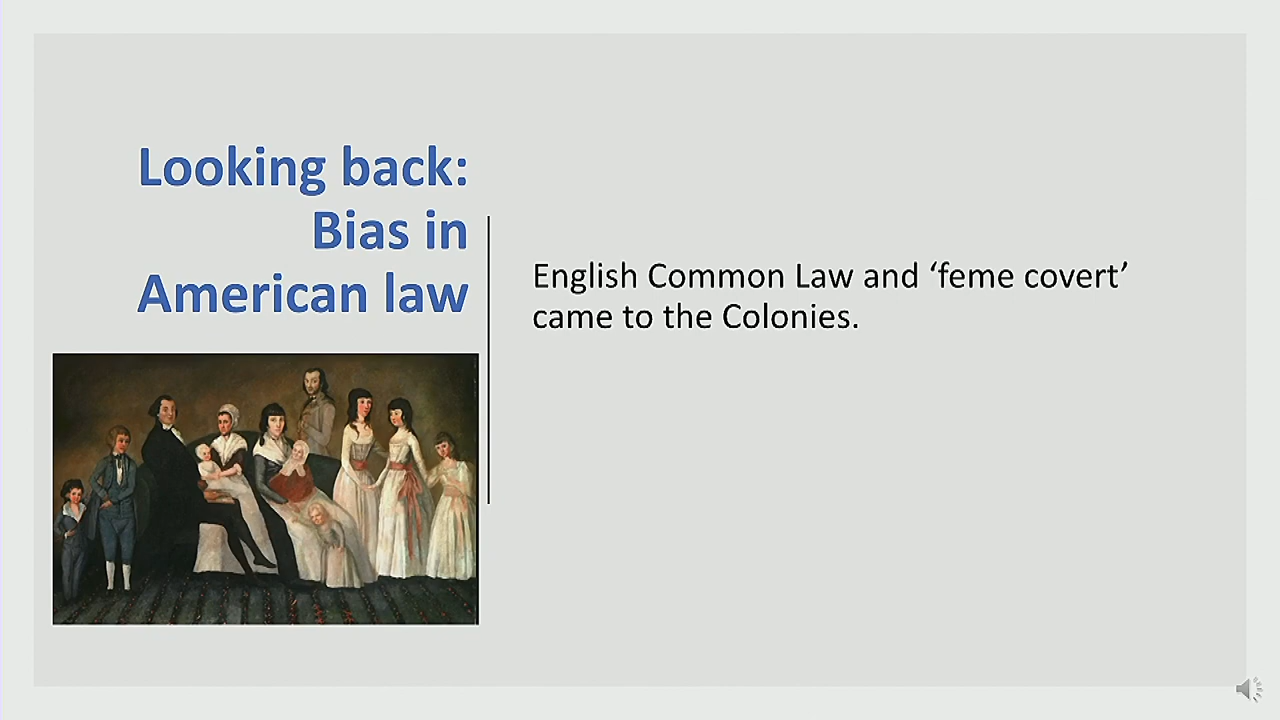 Looking back:
Bias in
American law
English Common Law and ‘feme covert’
came to the Colonies.